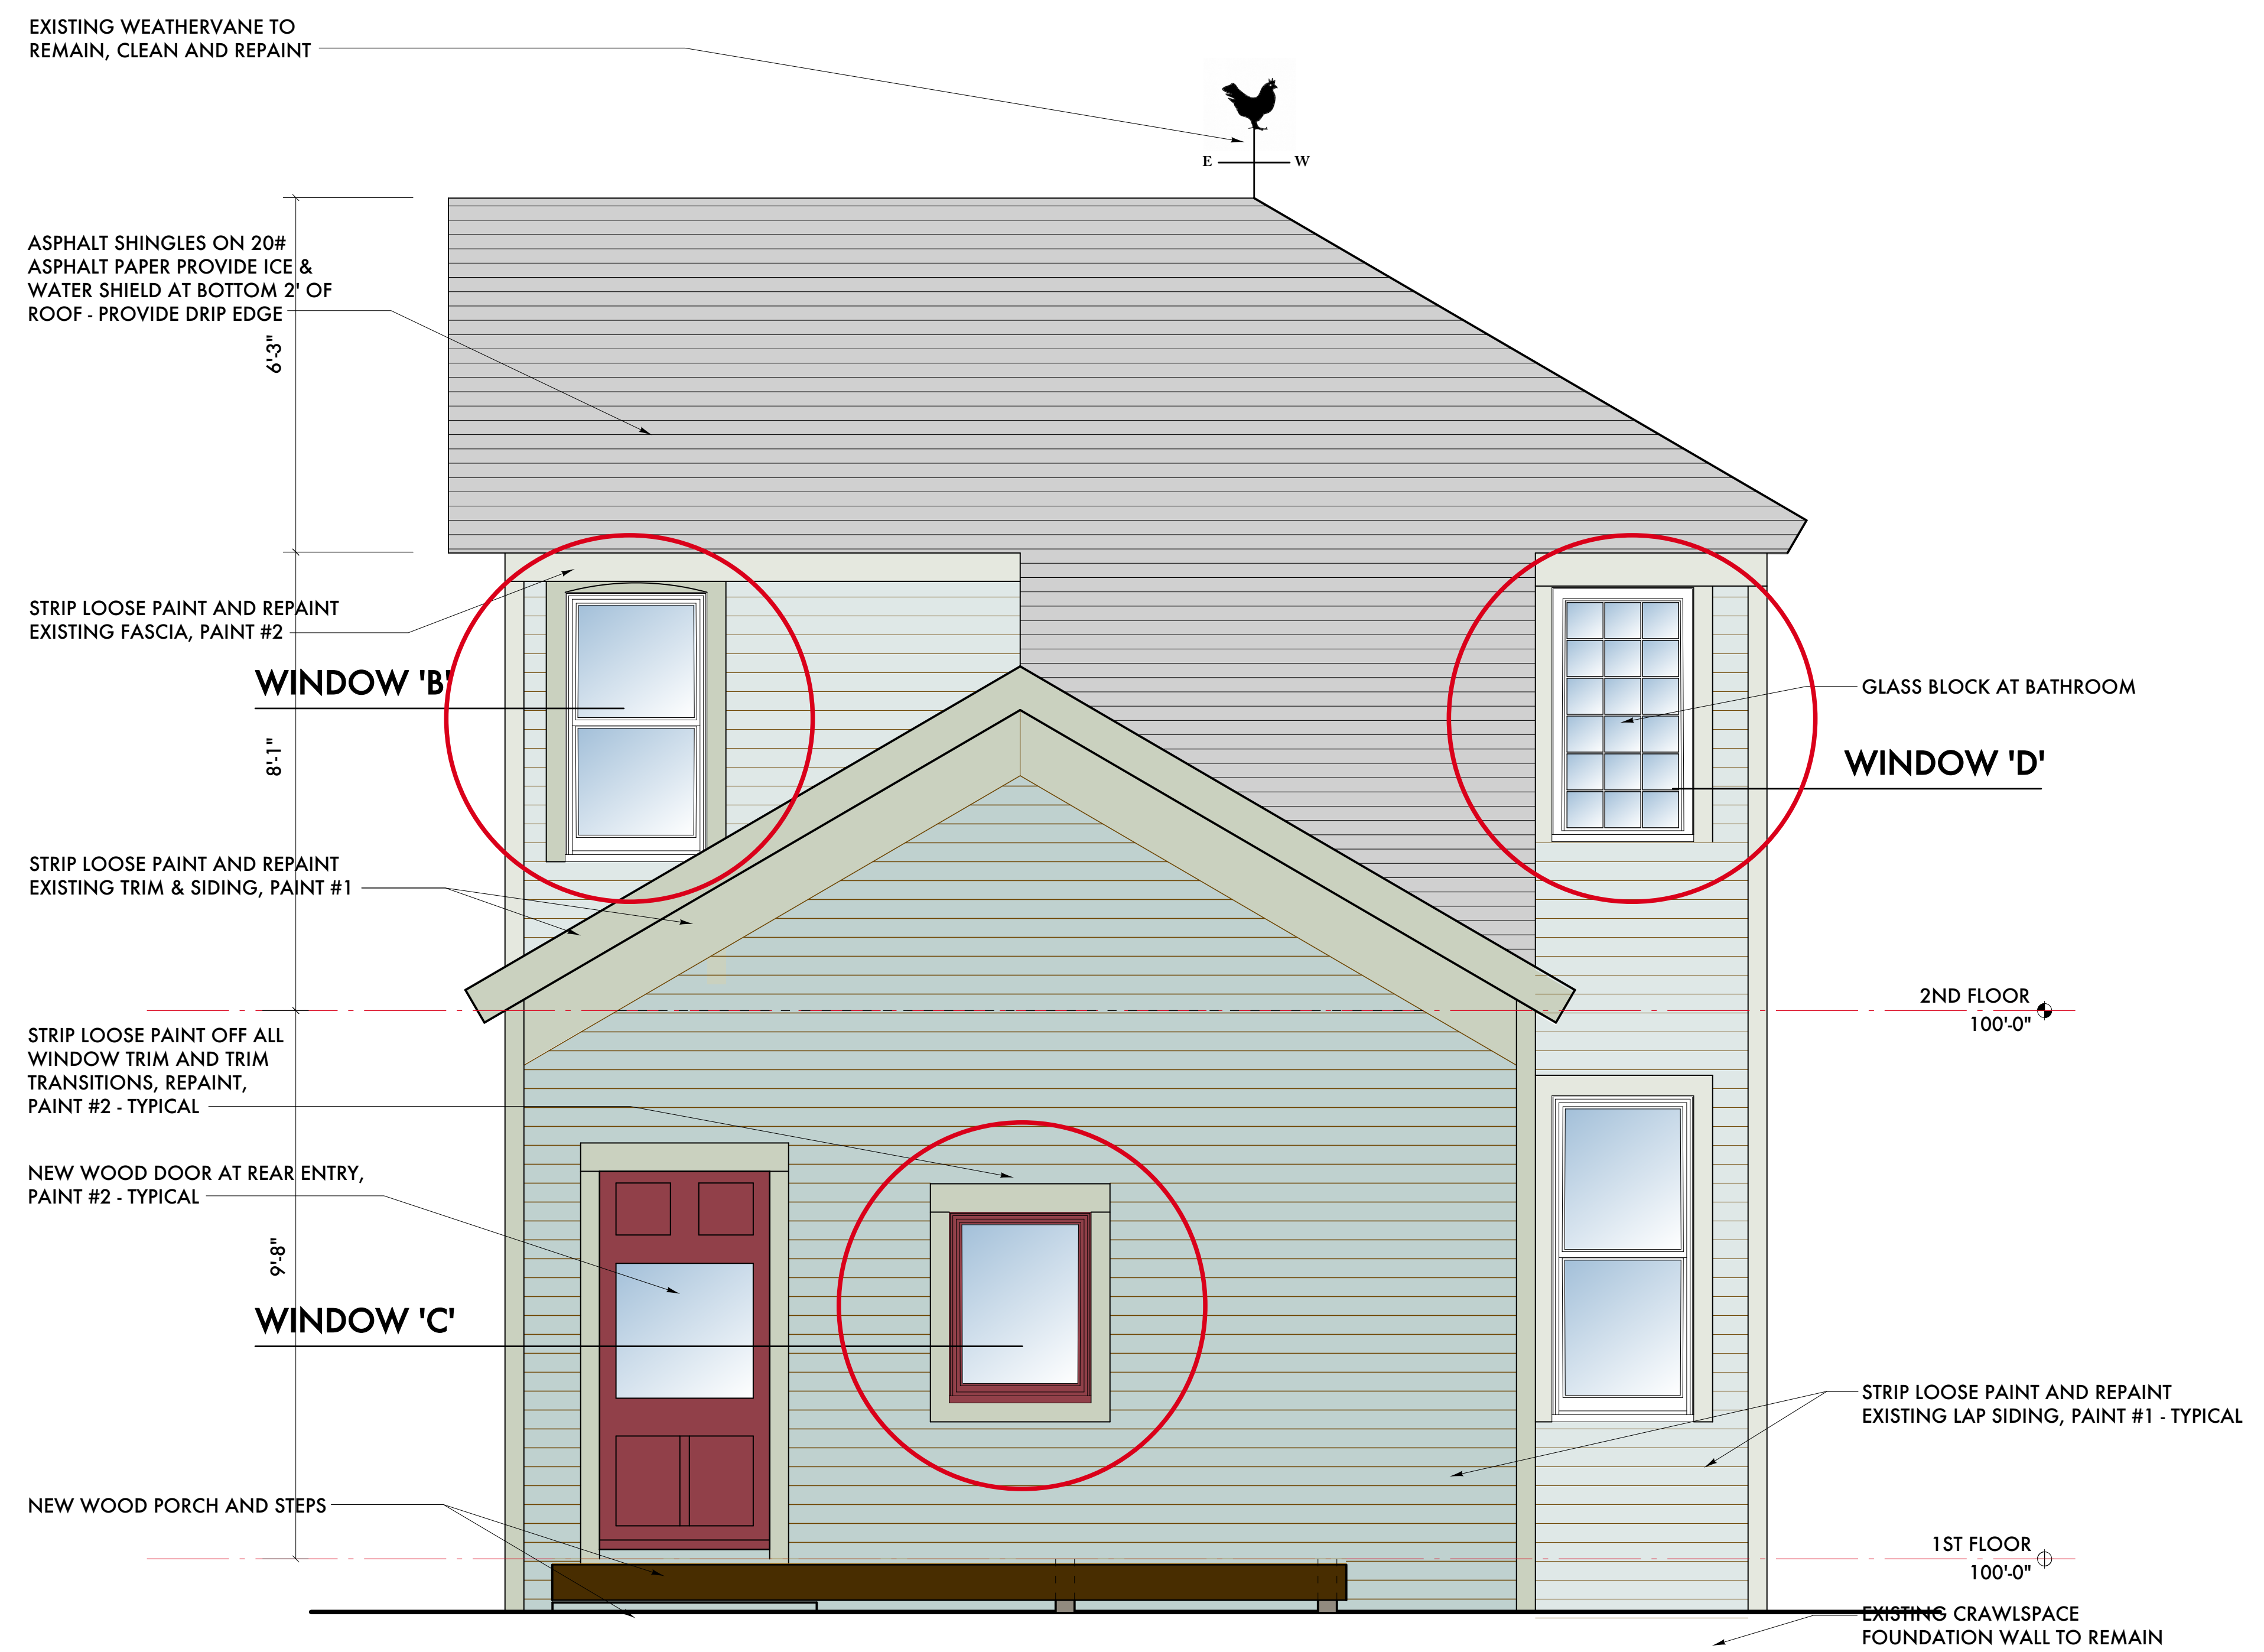 EXISTING WEATHERVANE TO
REMAIN, CLEAN AND REPAINT
E
W
ASPHALT SHINGLES ON 20#
ASPHALT PAPER PROVIDE ICE &
WATER SHIELD AT BOTTOM 2' OF
ROOF - PROVIDE DRIP EDGE
6'-3"
STRIP LOOSE PAINT AND REPAINT
EXISTING FASCIA, PAINT #2
WINDOW 'B'
8'-1"
GLASS BLOCK AT BATHROOM
WINDOW 'D'
STRIP LOOSE PAINT AND REPAINT
EXISTING TRIM & SIDING, PAINT #1
2ND FLOOR
100'-0"
STRIP LOOSE PAINT OFF ALL
WINDOW TRIM AND TRIM
TRANSITIONS, REPAINT,
PAINT #2 - TYPICAL
NEW WOOD DOOR AT REAR ENTRY,
PAINT #2 - TYPICAL
9'-8"
WINDOW 'C'
STRIP LOOSE PAINT AND REPAINT
EXISTING LAP SIDING, PAINT #1 - TYPICAL
NEW WOOD PORCH AND STEPS
1ST FLOOR
100'-0"
EXISTING CRAWLSPACE
FOUNDATION WALL TO REMAIN